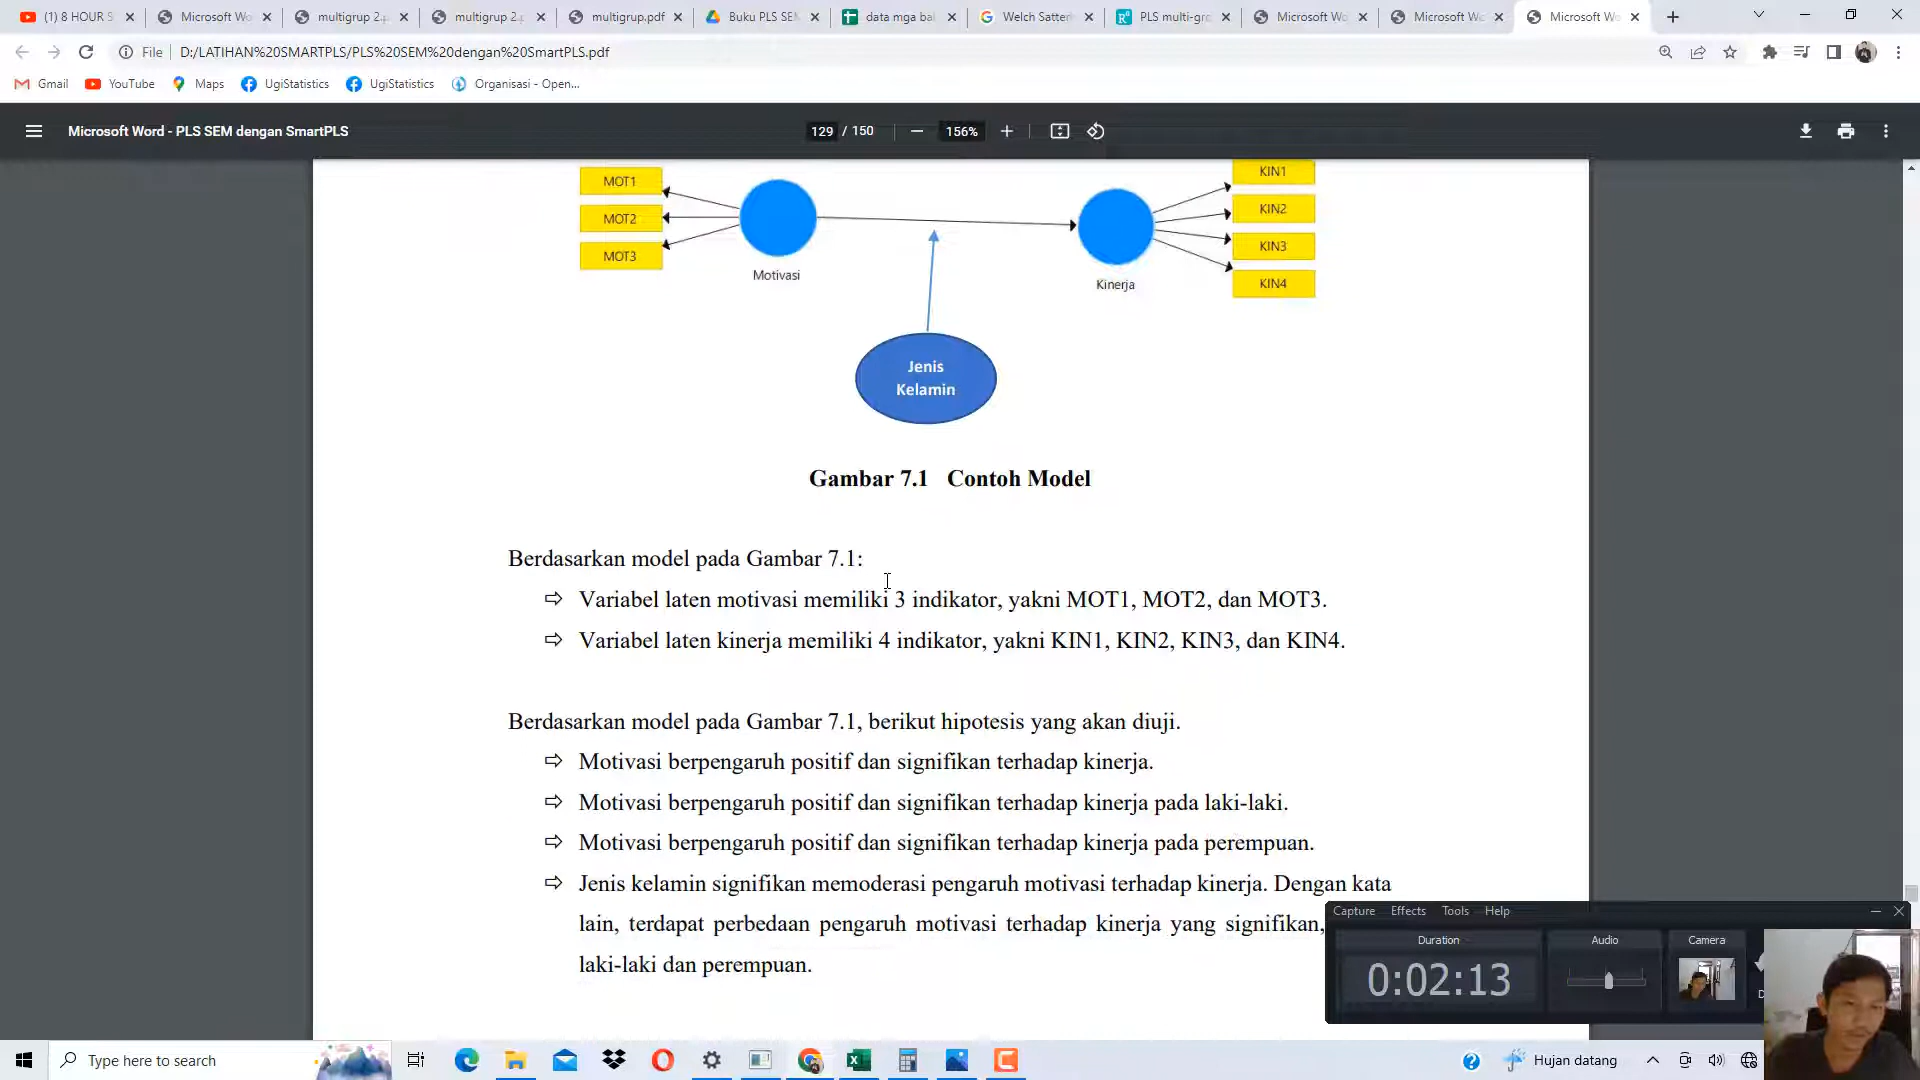 (1) 8 HOUR S
Microsoft Wo
multigrup 2.p
multigrup 2.p
multigrup.pdf
Buku PLS SEM
data mga bal
Welch Satter
PLS multi-gr
Microsoft Wo
Microsoft Wo
Microsoft Wo
File D:/LATIHAN%20SMARTPLS/PLS%20SEM%20dengan%20SmartPLS.pdf
Gmail YouTube Maps UgiStatistics UgiStatistics Organisasi - Open...
Microsoft Word - PLS SEM dengan SmartPLS
129 / 150 156%
MOT1
MOT2
MOT3
Motivasi
KIN1
KIN2
KIN3
KIN4
Kinerja
Jenis
Kelamin
Gambar 7.1 Contoh Model
Berdasarkan model pada Gambar 7.1:
⇨ Variabel laten motivasi memiliki 3 indikator, yakni MOT1, MOT2, dan MOT3.
⇨ Variabel laten kinerja memiliki 4 indikator, yakni KIN1, KIN2, KIN3, dan KIN4.
Berdasarkan model pada Gambar 7.1, berikut hipotesis yang akan diuji.
⇨ Motivasi berpengaruh positif dan signifikan terhadap kinerja.
⇨ Motivasi berpengaruh positif dan signifikan terhadap kinerja pada laki-laki.
⇨ Motivasi berpengaruh positif dan signifikan terhadap kinerja pada perempuan.
⇨ Jenis kelamin signifikan memoderasi pengaruh motivasi terhadap kinerja. Dengan kata
lain, terdapat perbedaan pengaruh motivasi terhadap kinerja yang signifikan,
laki-laki dan perempuan.
Capture Effects Tools Help
Duration Audio Camera
0:02:13
Type here to search
Hujan datang